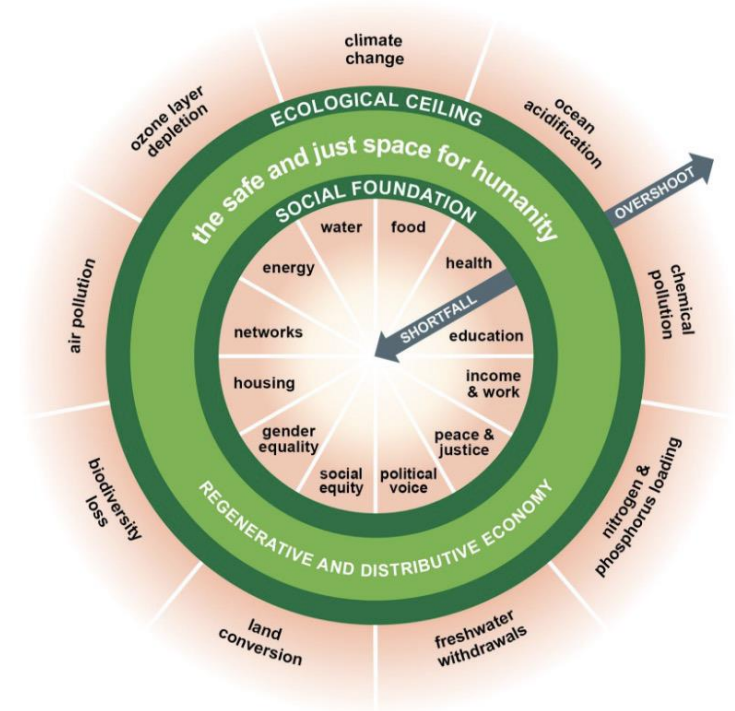 climate
change
ocean
acidification
ozone layer
depletion
ECOLOGICAL CEILING
the safe and just space for humanity
OVERSHOOT
SOCIAL FOUNDATION
water
food
energy
health
chemical
pollution
air pollution
SHORTFALL
networks
education
housing
income
& work
gender
equality
peace &
justice
social
equity
political
voice
biodiversity
loss
nitrogen &
phosphorus loading
REGENERATIVE AND DISTRIBUTIVE ECONOMY
land
conversion
freshwater
withdrawals